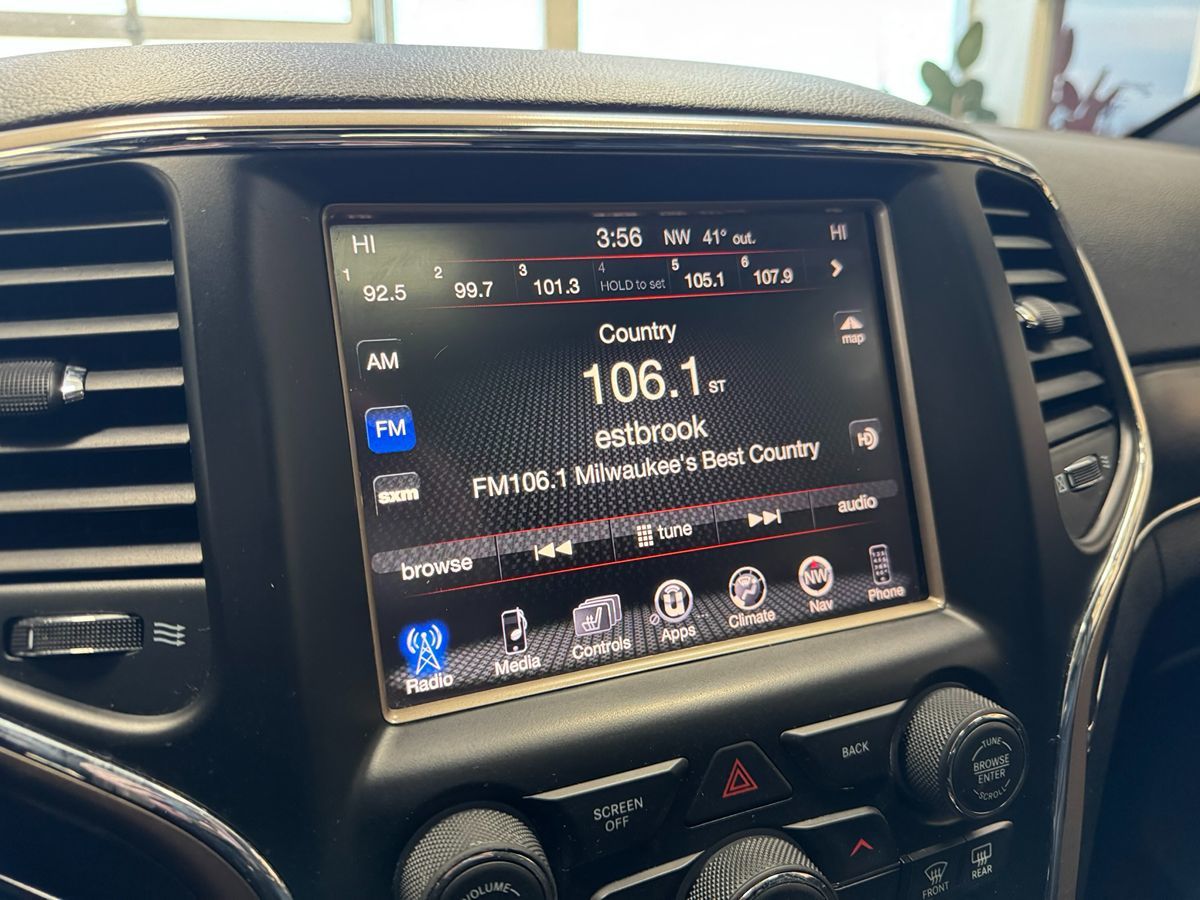 HI 3:56 NW 41° out. HI
1 92.5 2 99.7 3 101.3 4 HOLD to set 5 105.1 6 107.9
Country
map
AM
106.1 ST
FM
estbrook
HD
FM106.1 Milwaukee's Best Country
sxm
browse tune audio
Radio Media Controls Apps Climate NW Nav Phone
BACK
TUNE
BROWSE
ENTER
SCROLL
SCREEN
OFF
VOLUME
FRONT
REAR